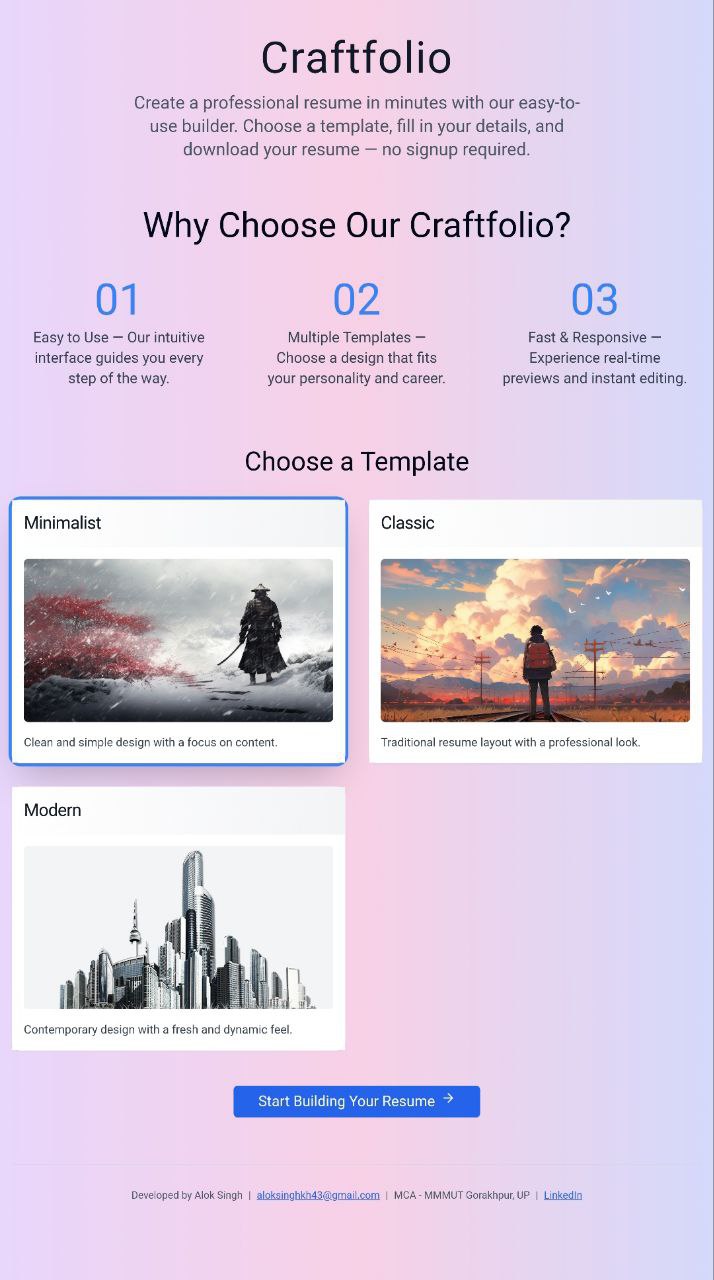 Craftfolio
Create a professional resume in minutes with our easy-to-
use builder. Choose a template, fill in your details, and
download your resume — no signup required.
Why Choose Our Craftfolio?
01
Easy to Use — Our intuitive
interface guides you every
step of the way.
02
Multiple Templates —
Choose a design that fits
your personality and career.
03
Fast & Responsive —
Experience real-time
previews and instant editing.
Choose a Template
Minimalist
Clean and simple design with a focus on content.
Classic
Traditional resume layout with a professional look.
Modern
Contemporary design with a fresh and dynamic feel.
Start Building Your Resume →
Developed by Alok Singh | aloksinghkh43@gmail.com | MCA - MMMUT Gorakhpur, UP | LinkedIn